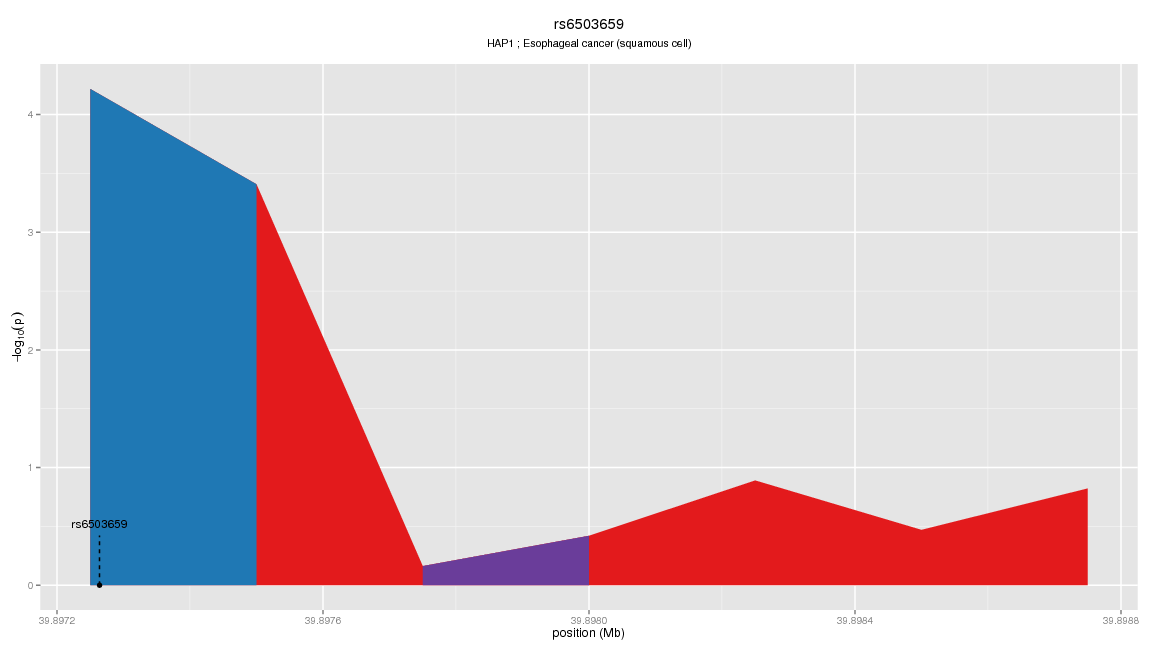 rs6503659
HAP1 ; Esophageal cancer (squamous cell)
4
3
2
1
0
−log10(p)
rs6503659
39.8972 39.8976 39.8980 39.8984 39.8988
position (Mb)